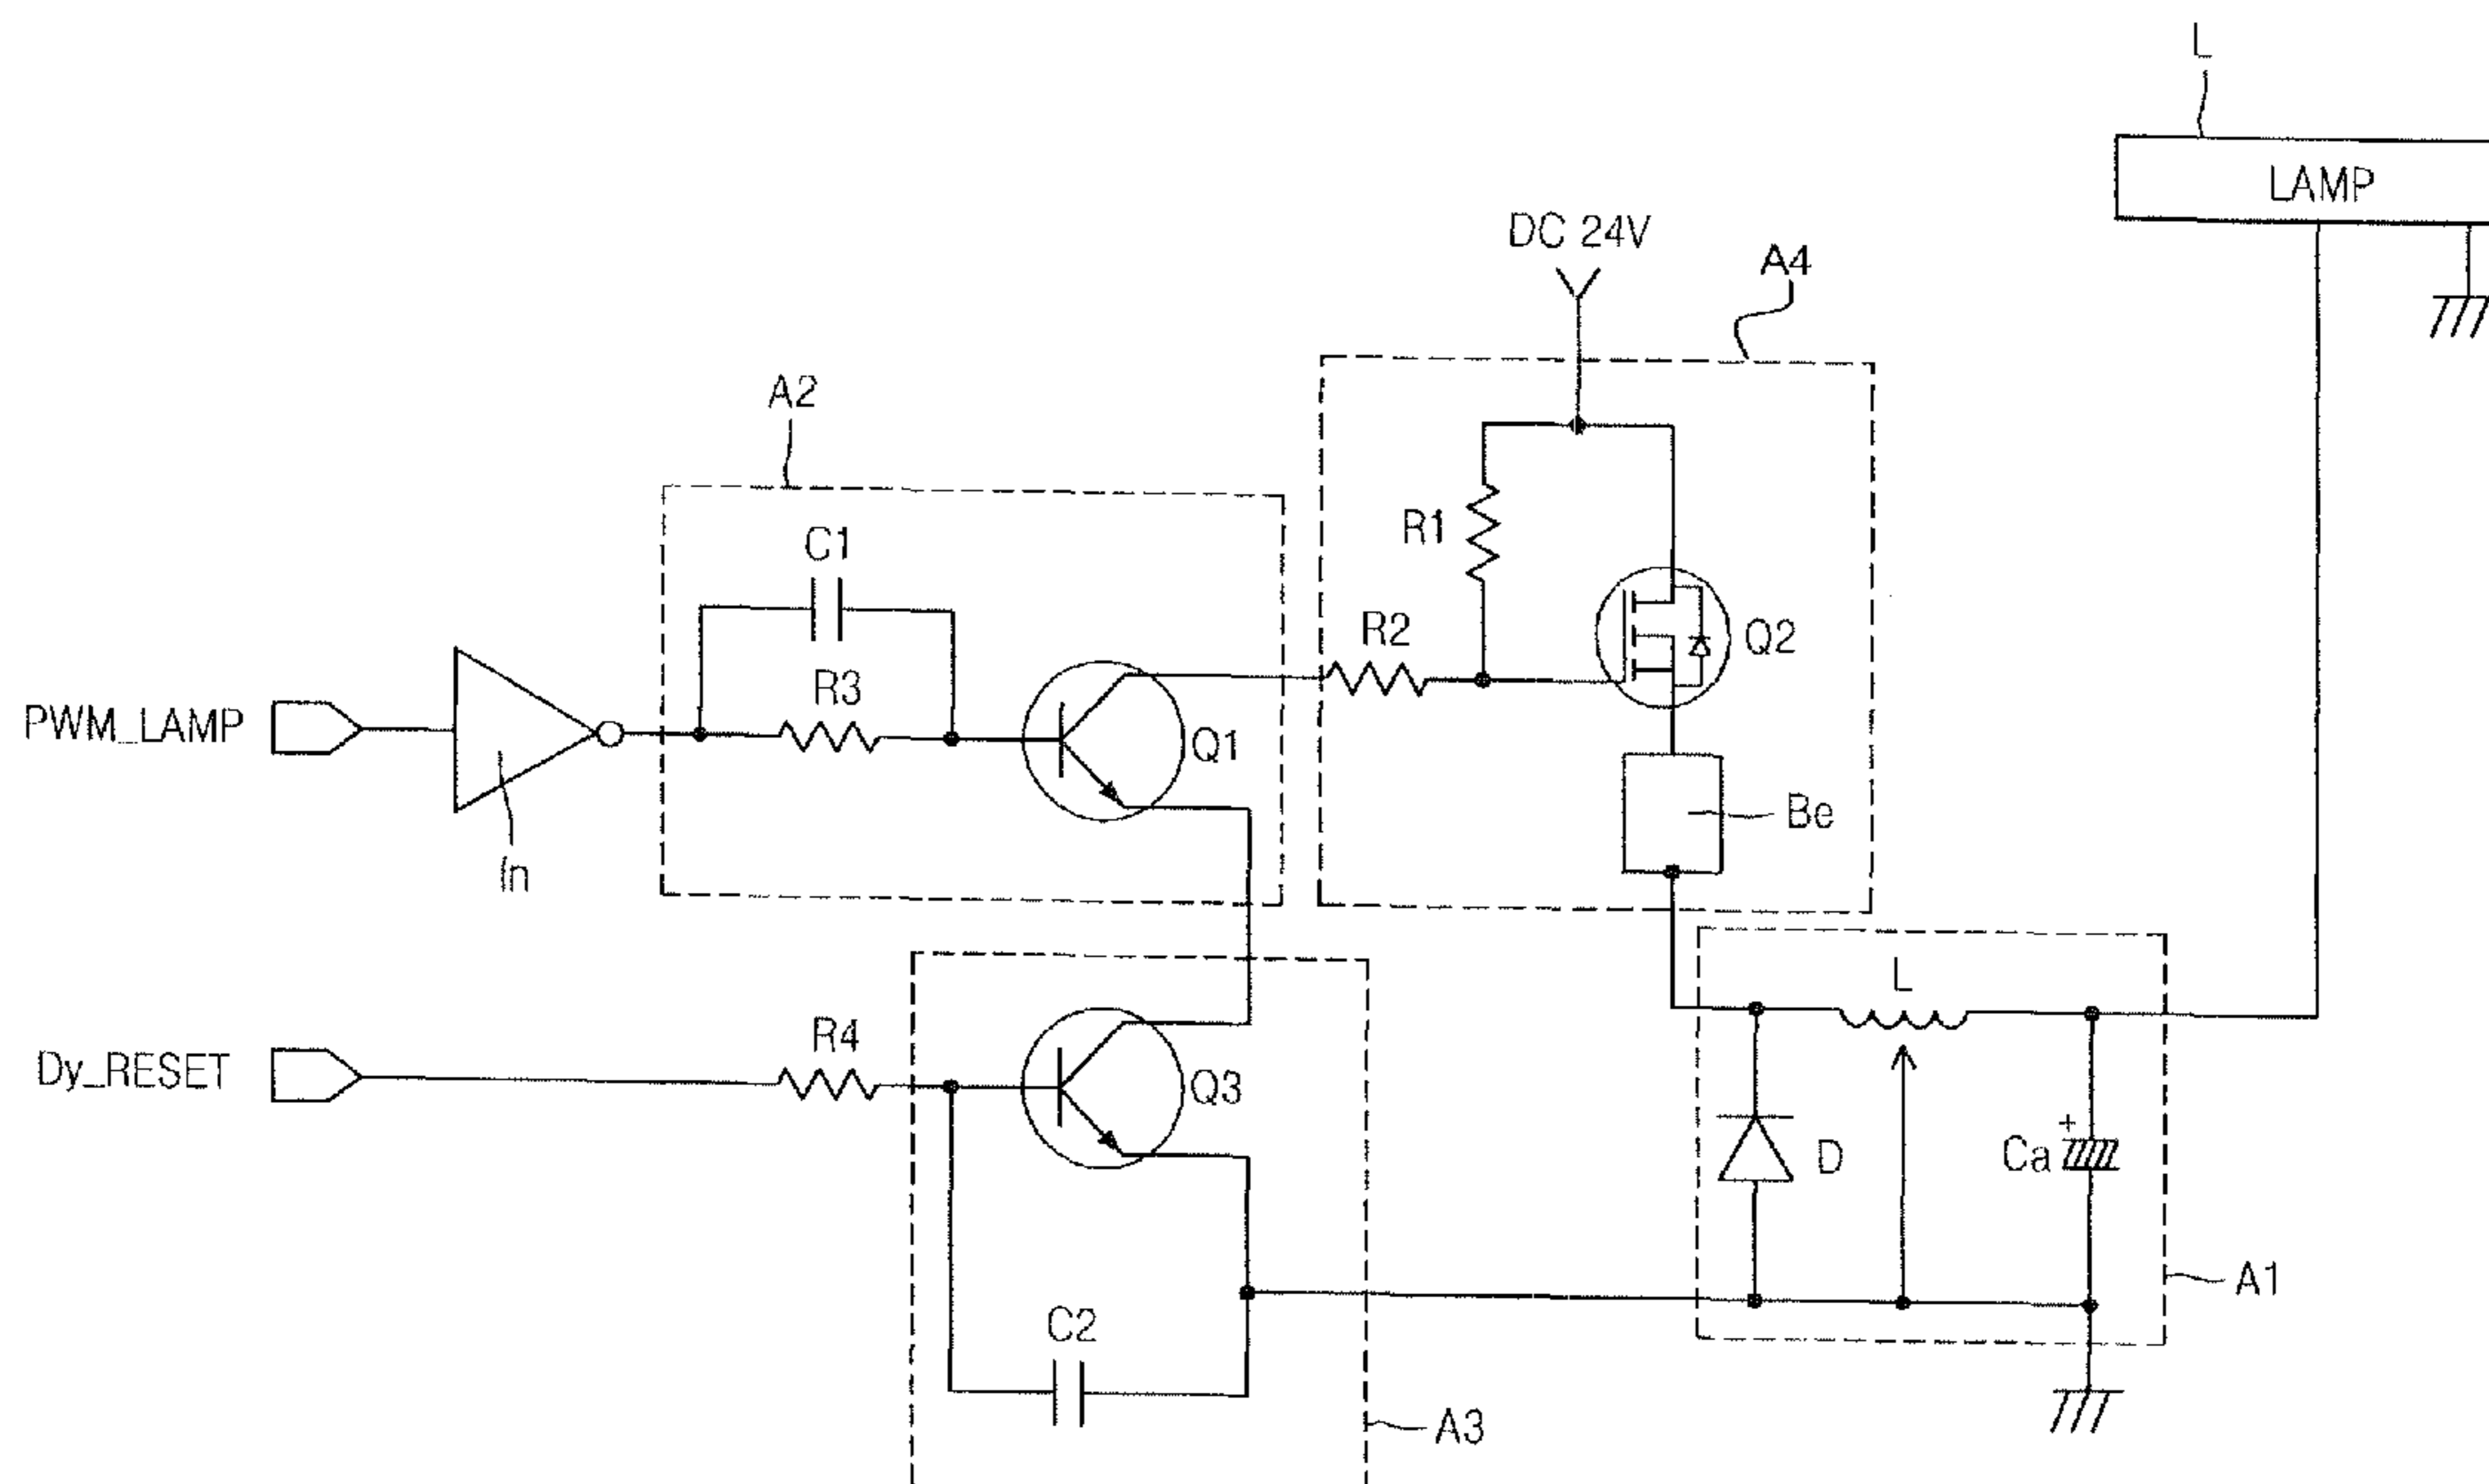 L
LAMP
DC 24V
A4
A2
R1
C1
R2
Q2
R3
PWM_LAMP
Q1
Be
In
L
R4
Dy_RESET
Q3
+
D
Ca
A1
C2
A3